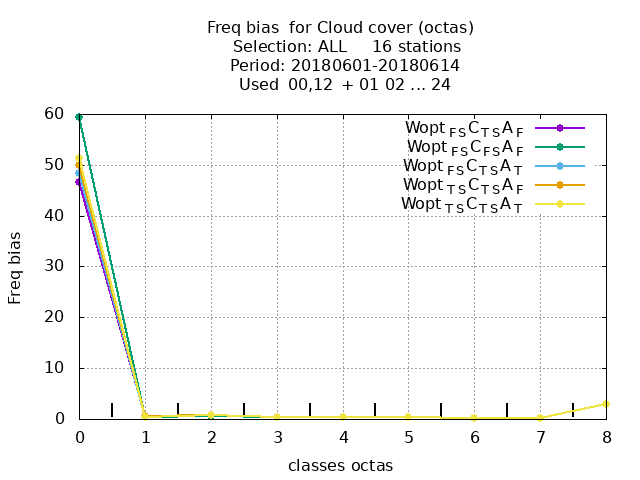 Freq bias for Cloud cover (octas)
Selection: ALL 16 stations
Period: 20180601-20180614
Used 00,12 + 01 02 ... 24
Wopt FS C TS A F
Wopt FS C FS A F
Wopt FS C TS A T
Wopt TS C TS A F
Wopt TS C TS A T
60
50
40
30
20
10
0
Freq bias
0 1 2 3 4 5 6 7 8
classes octas